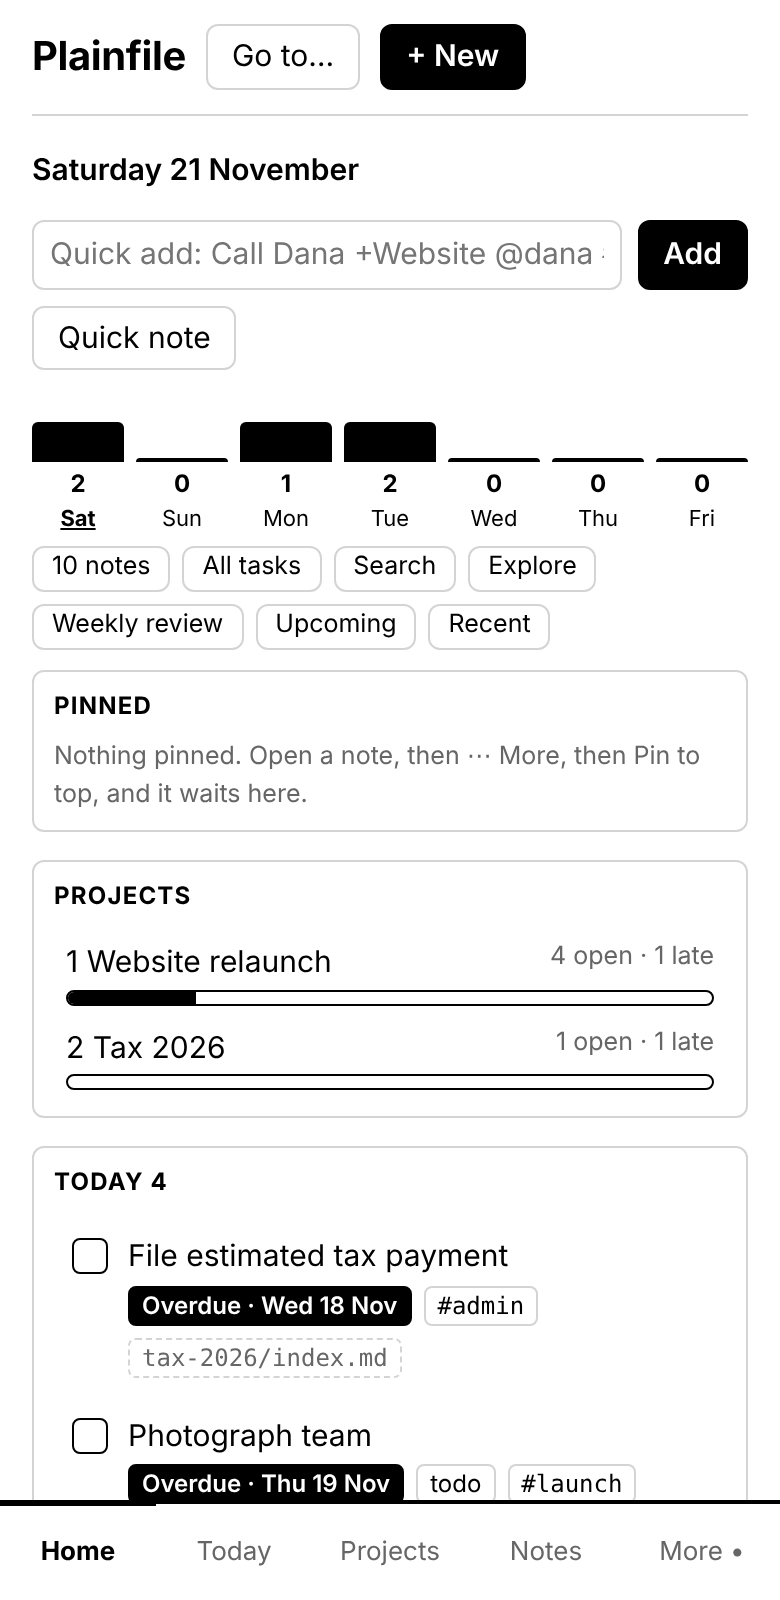 Plainfile
Go to...
+ New
Saturday 21 November
Quick add: Call Dana +Website @dana
Add
Quick note
2 0 1 2 0 0 0
Sat Sun Mon Tue Wed Thu Fri
10 notes All tasks Search Explore
Weekly review Upcoming Recent
PINNED
Nothing pinned. Open a note, then ··· More, then Pin to
top, and it waits here.
PROJECTS
1 Website relaunch 4 open · 1 late
2 Tax 2026 1 open · 1 late
TODAY 4
File estimated tax payment
Overdue · Wed 18 Nov #admin
tax-2026/index.md
Photograph team
Overdue · Thu 19 Nov todo #launch
Home Today Projects Notes More •